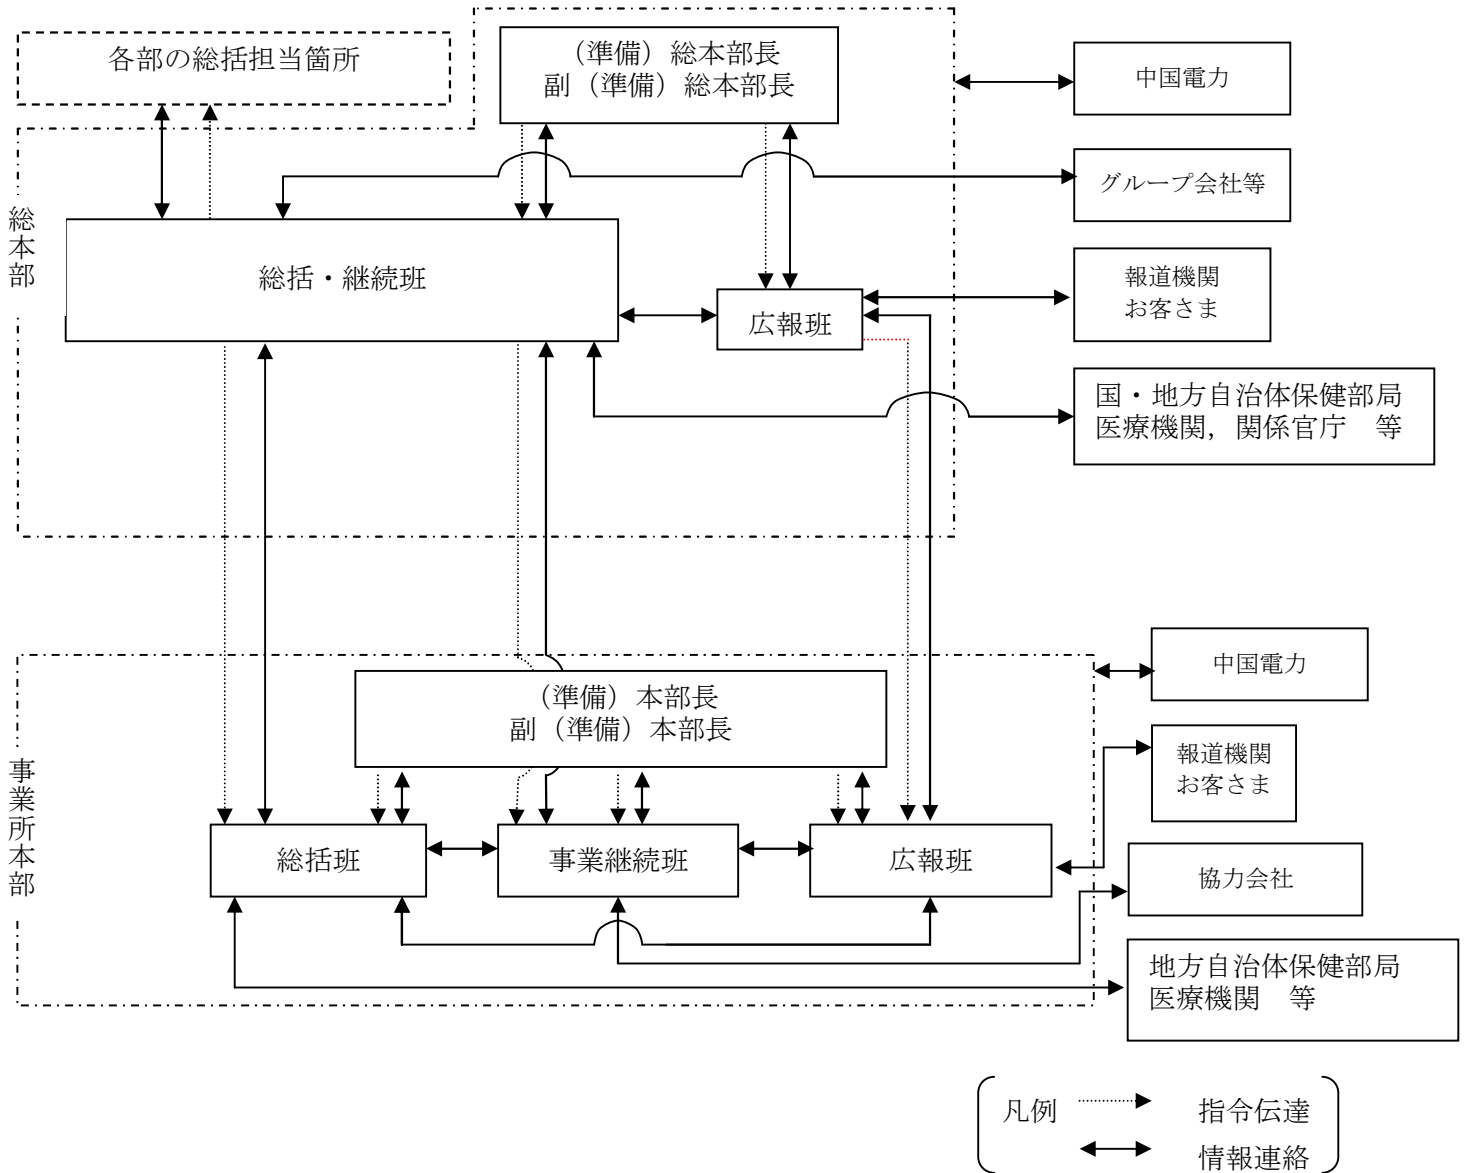 各部の総括担当箇所
（準備）総本部長
副（準備）総本部長
中国電力
グループ会社等
総本部
総括・継続班
広報班
報道機関
お客さま
国・地方自治体保健部局
医療機関，関係官庁　等
中国電力
（準備）本部長
副（準備）本部長
報道機関
お客さま
事業所本部
総括班
事業継続班
広報班
協力会社
地方自治体保健部局
医療機関　等
凡例
指令伝達
情報連絡